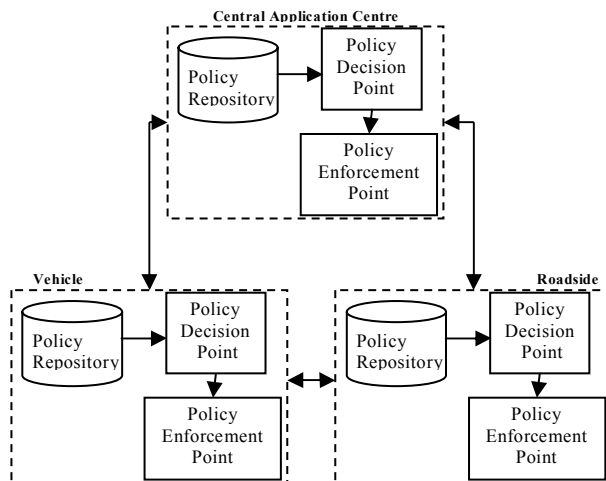 Central Application Centre
Policy
Repository
Policy
Decision
Point
Policy
Enforcement
Point
Vehicle
Policy
Repository
Policy
Decision
Point
Policy
Enforcement
Point
Roadside
Policy
Repository
Policy
Decision
Point
Policy
Enforcement
Point